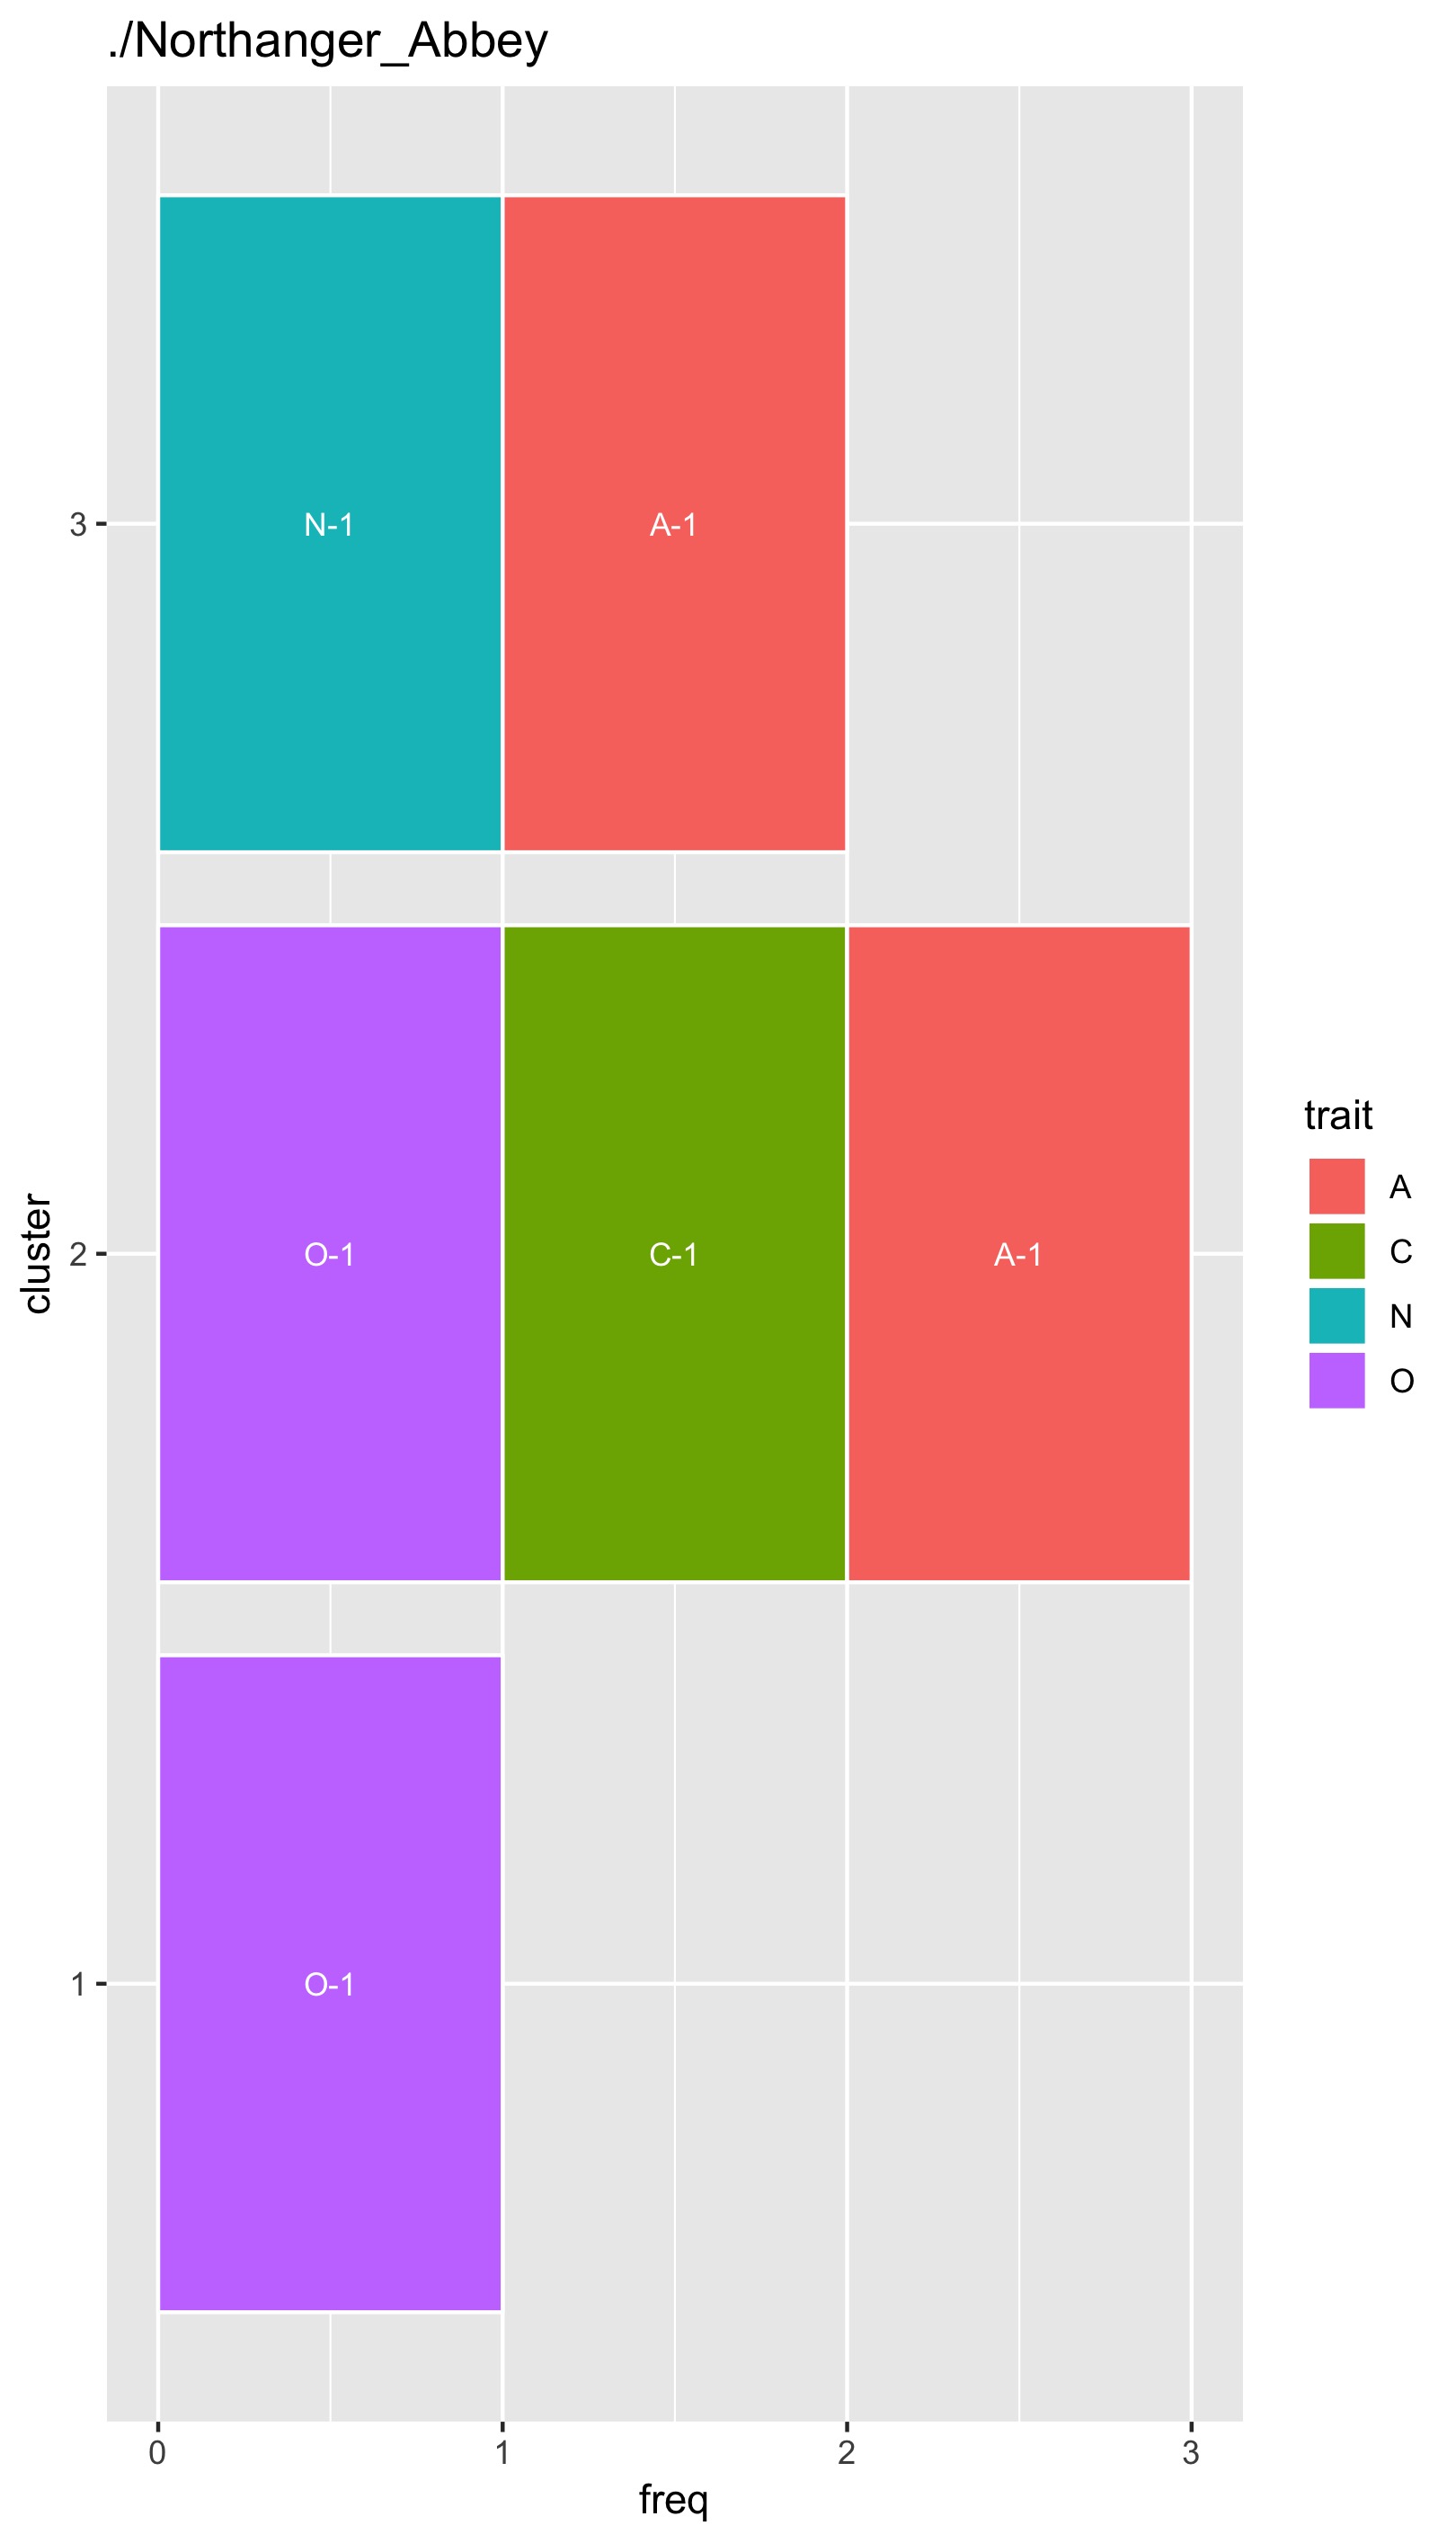 ./Northanger_Abbey
3
N-1
A-1
cluster
2
O-1
C-1
A-1
1
O-1
0
1
2
3
freq
trait
A
C
N
O